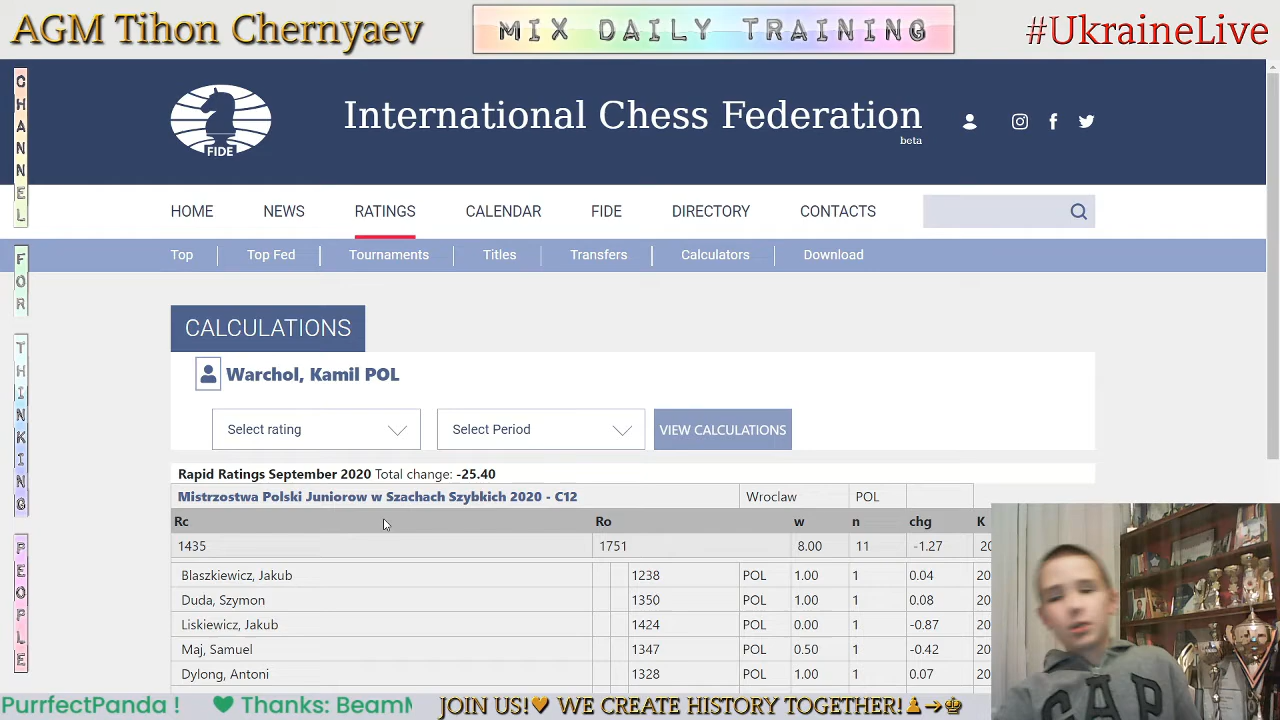 AGM Tihon Chernyaev
MIX DAILY TRAINING
#UkraineLive
CHANNEL
FOR
THINKING
PEOPLE
FIDE
International Chess Federation
beta
HOME NEWS RATINGS CALENDAR FIDE DIRECTORY CONTACTS
Top Top Fed Tournaments Titles Transfers Calculators Download
CALCULATIONS
Warchol, Kamil POL
Select rating Select Period VIEW CALCULATIONS
Rapid Ratings September 2020 Total change: -25.40
Mistrzostwa Polski Juniorow w Szachach Szybkich 2020 - C12 Wroclaw POL
Rc Ro w n chg K
1435 1751 8.00 11 -1.27 20
Blaszkiewicz, Jakub 1238 POL 1.00 1 0.04 20
Duda, Szymon 1350 POL 1.00 1 0.08 20
Liskiewicz, Jakub 1424 POL 0.00 1 -0.87 20
Maj, Samuel 1347 POL 0.50 1 -0.42 20
Dylong, Antoni 1328 POL 1.00 1 0.07 20
GAP
PurrfectPanda ! Thanks: Beam
JOIN US! WE CREATE HISTORY TOGETHER!